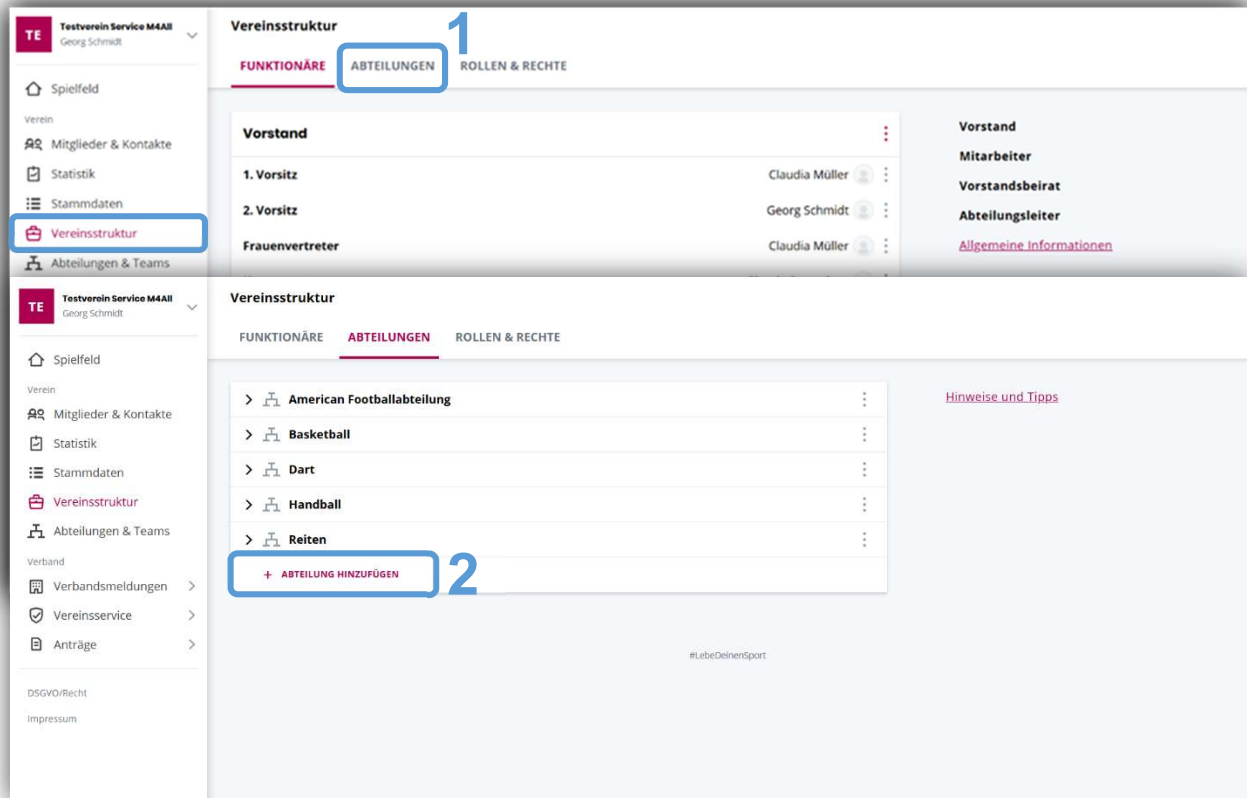 TE
Testverein Service M4All
Georg Schmidt
Spielfeld
Verein
Mitglieder & Kontakte
Statistik
Stammdaten
Vereinsstruktur
Abteilungen & Teams
Vereinsstruktur
1
FUNKTIONÄRE ABTEILUNGEN ROLLEN & RECHTE
Vorstand
1. Vorsitz Claudia Müller
2. Vorsitz Georg Schmidt
Frauenvertreter Claudia Müller
Vorstand
Mitarbeiter
Vorstandsbeirat
Abteilungsleiter
Allgemeine Informationen
TE
Testverein Service M4All
Georg Schmidt
Spielfeld
Verein
Mitglieder & Kontakte
Statistik
Stammdaten
Vereinsstruktur
Abteilungen & Teams
Verband
Verbandsmeldungen
Vereinsservice
Anträge
DSGVO/Recht
Impressum
Vereinsstruktur
FUNKTIONÄRE ABTEILUNGEN ROLLEN & RECHTE
American Footballabteilung
Basketball
Dart
Handball
Reiten
+ ABTEILUNG HINZUFÜGEN
2
Hinweise und Tipps
#LebeDeinenSport